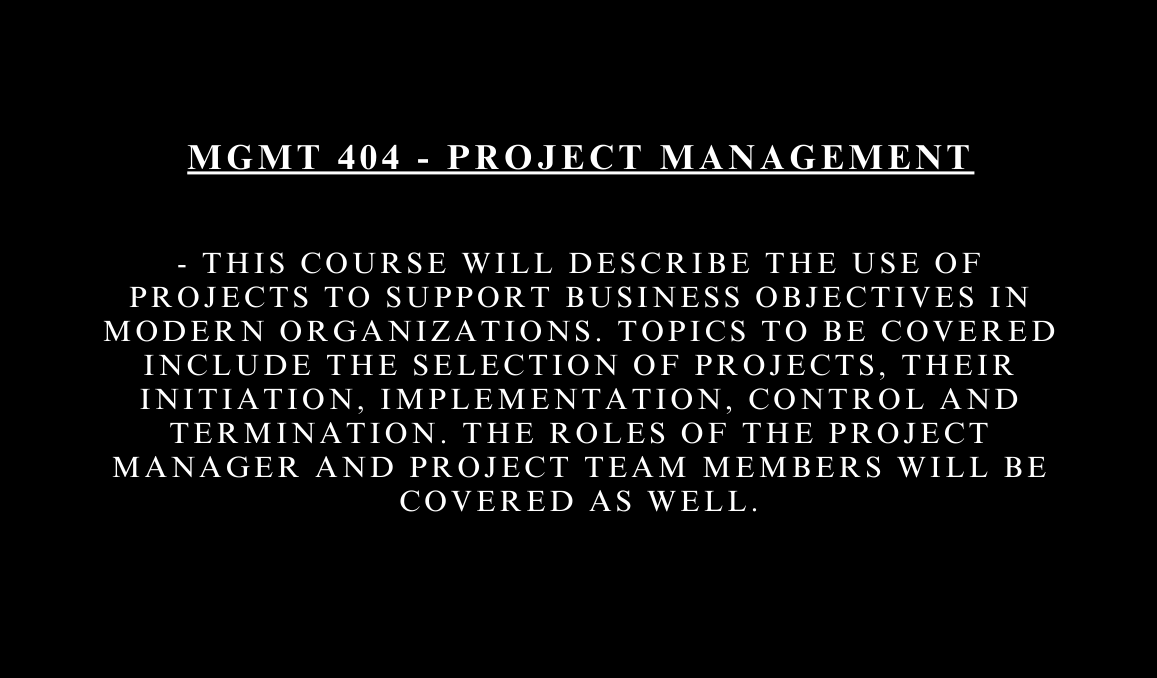 MGMT 404 - PROJECT MANAGEMENT
- THIS COURSE WILL DESCRIBE THE USE OF
PROJECTS TO SUPPORT BUSINESS OBJECTIVES IN
MODERN ORGANIZATIONS. TOPICS TO BE COVERED
INCLUDE THE SELECTION OF PROJECTS, THEIR
INITIATION, IMPLEMENTATION, CONTROL AND
TERMINATION. THE ROLES OF THE PROJECT
MANAGER AND PROJECT TEAM MEMBERS WILL BE
COVERED AS WELL.